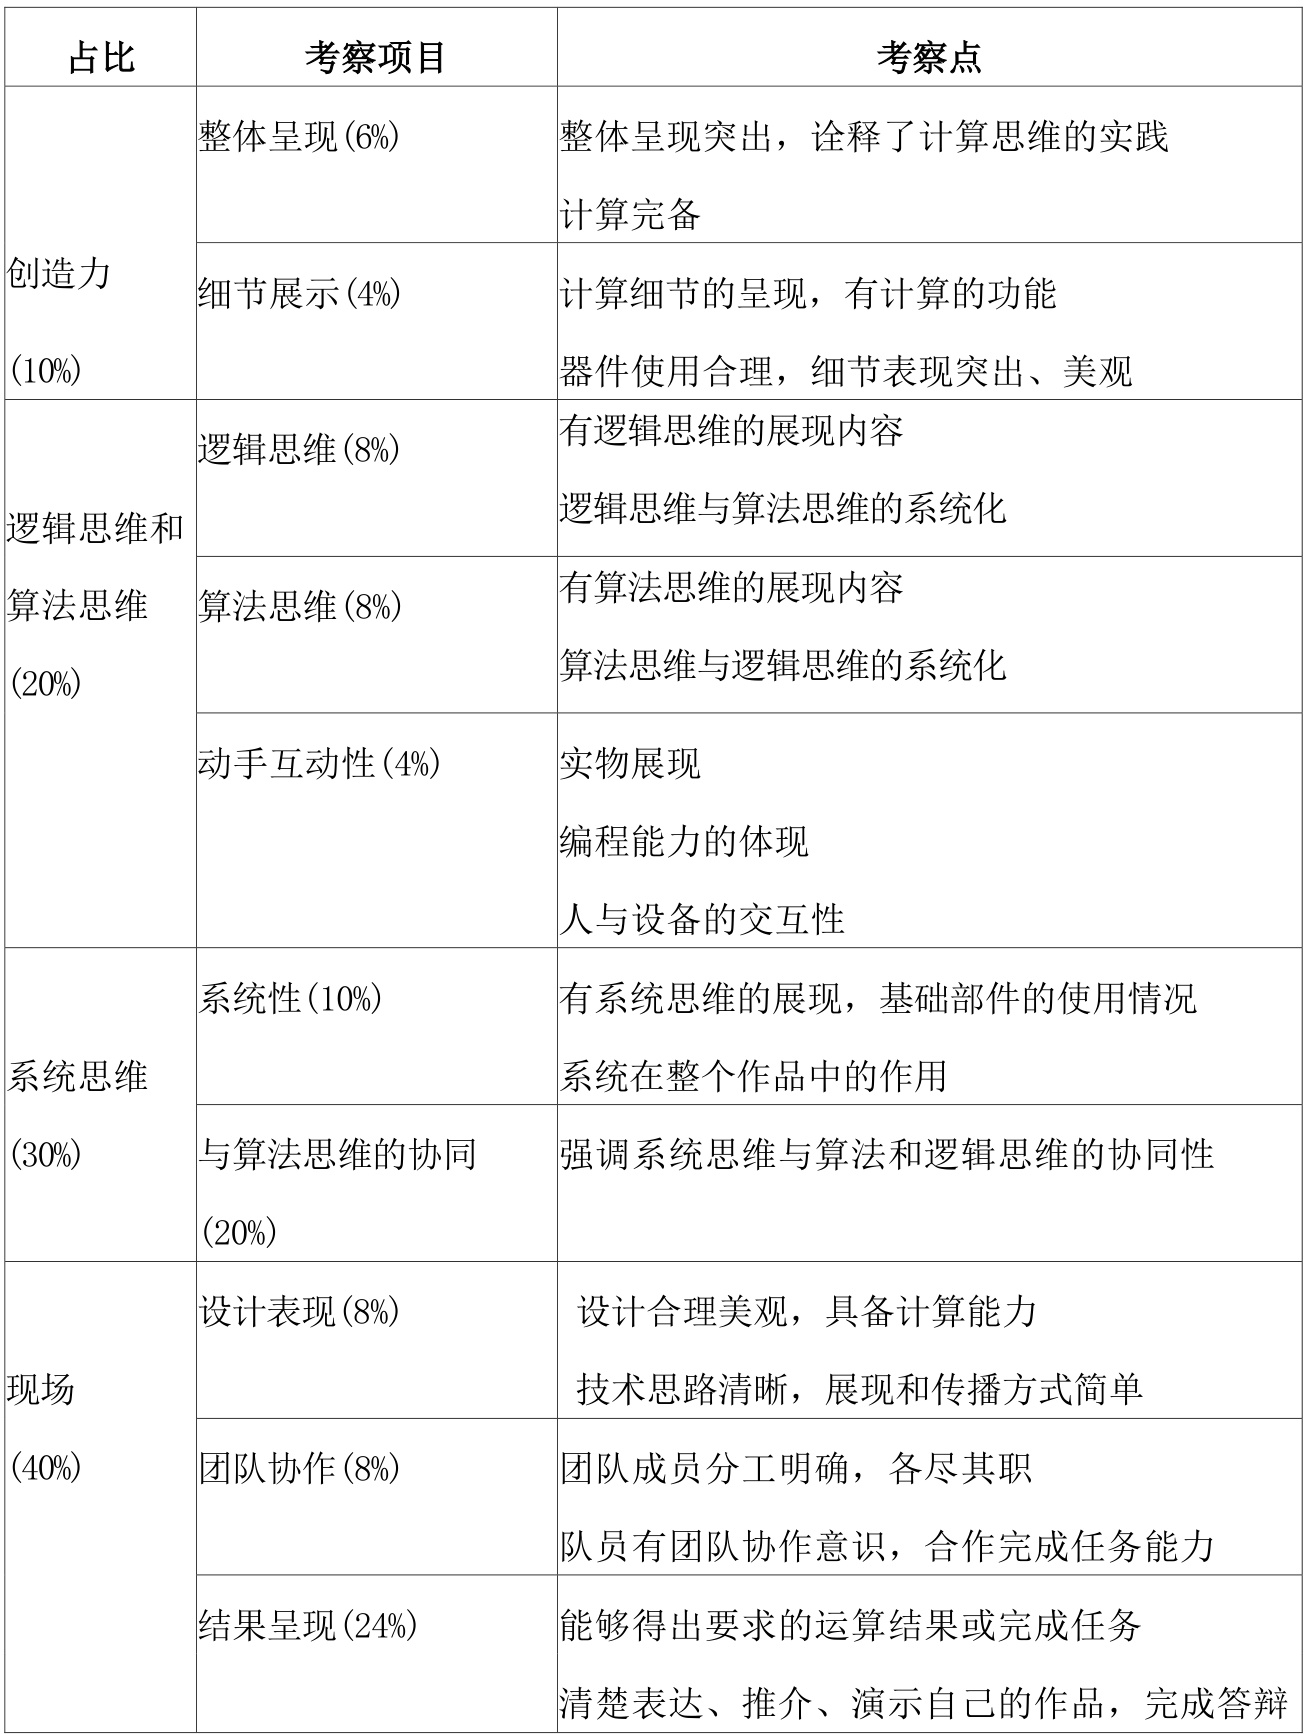 占比 考察项目 考察点
创造力
(10%)
整体呈现(6%)
整体呈现突出，诠释了计算思维的实践
计算完备
细节展示(4%)
计算细节的呈现，有计算的功能
器件使用合理，细节表现突出、美观
逻辑思维和
算法思维
(20%)
逻辑思维(8%)
有逻辑思维的展现内容
逻辑思维与算法思维的系统化
算法思维(8%)
有算法思维的展现内容
算法思维与逻辑思维的系统化
动手互动性(4%)
实物展现
编程能力的体现
人与设备的交互性
系统思维
(30%)
系统性(10%)
有系统思维的展现，基础部件的使用情况
系统在整个作品中的作用
与算法思维的协同
(20%)
强调系统思维与算法和逻辑思维的协同性
现场
(40%)
设计表现(8%)
设计合理美观，具备计算能力
技术思路清晰，展现和传播方式简单
团队协作(8%)
团队成员分工明确，各尽其职
队员有团队协作意识，合作完成任务能力
结果呈现(24%)
能够得出要求的运算结果或完成任务
清楚表达、推介、演示自己的作品，完成答辩